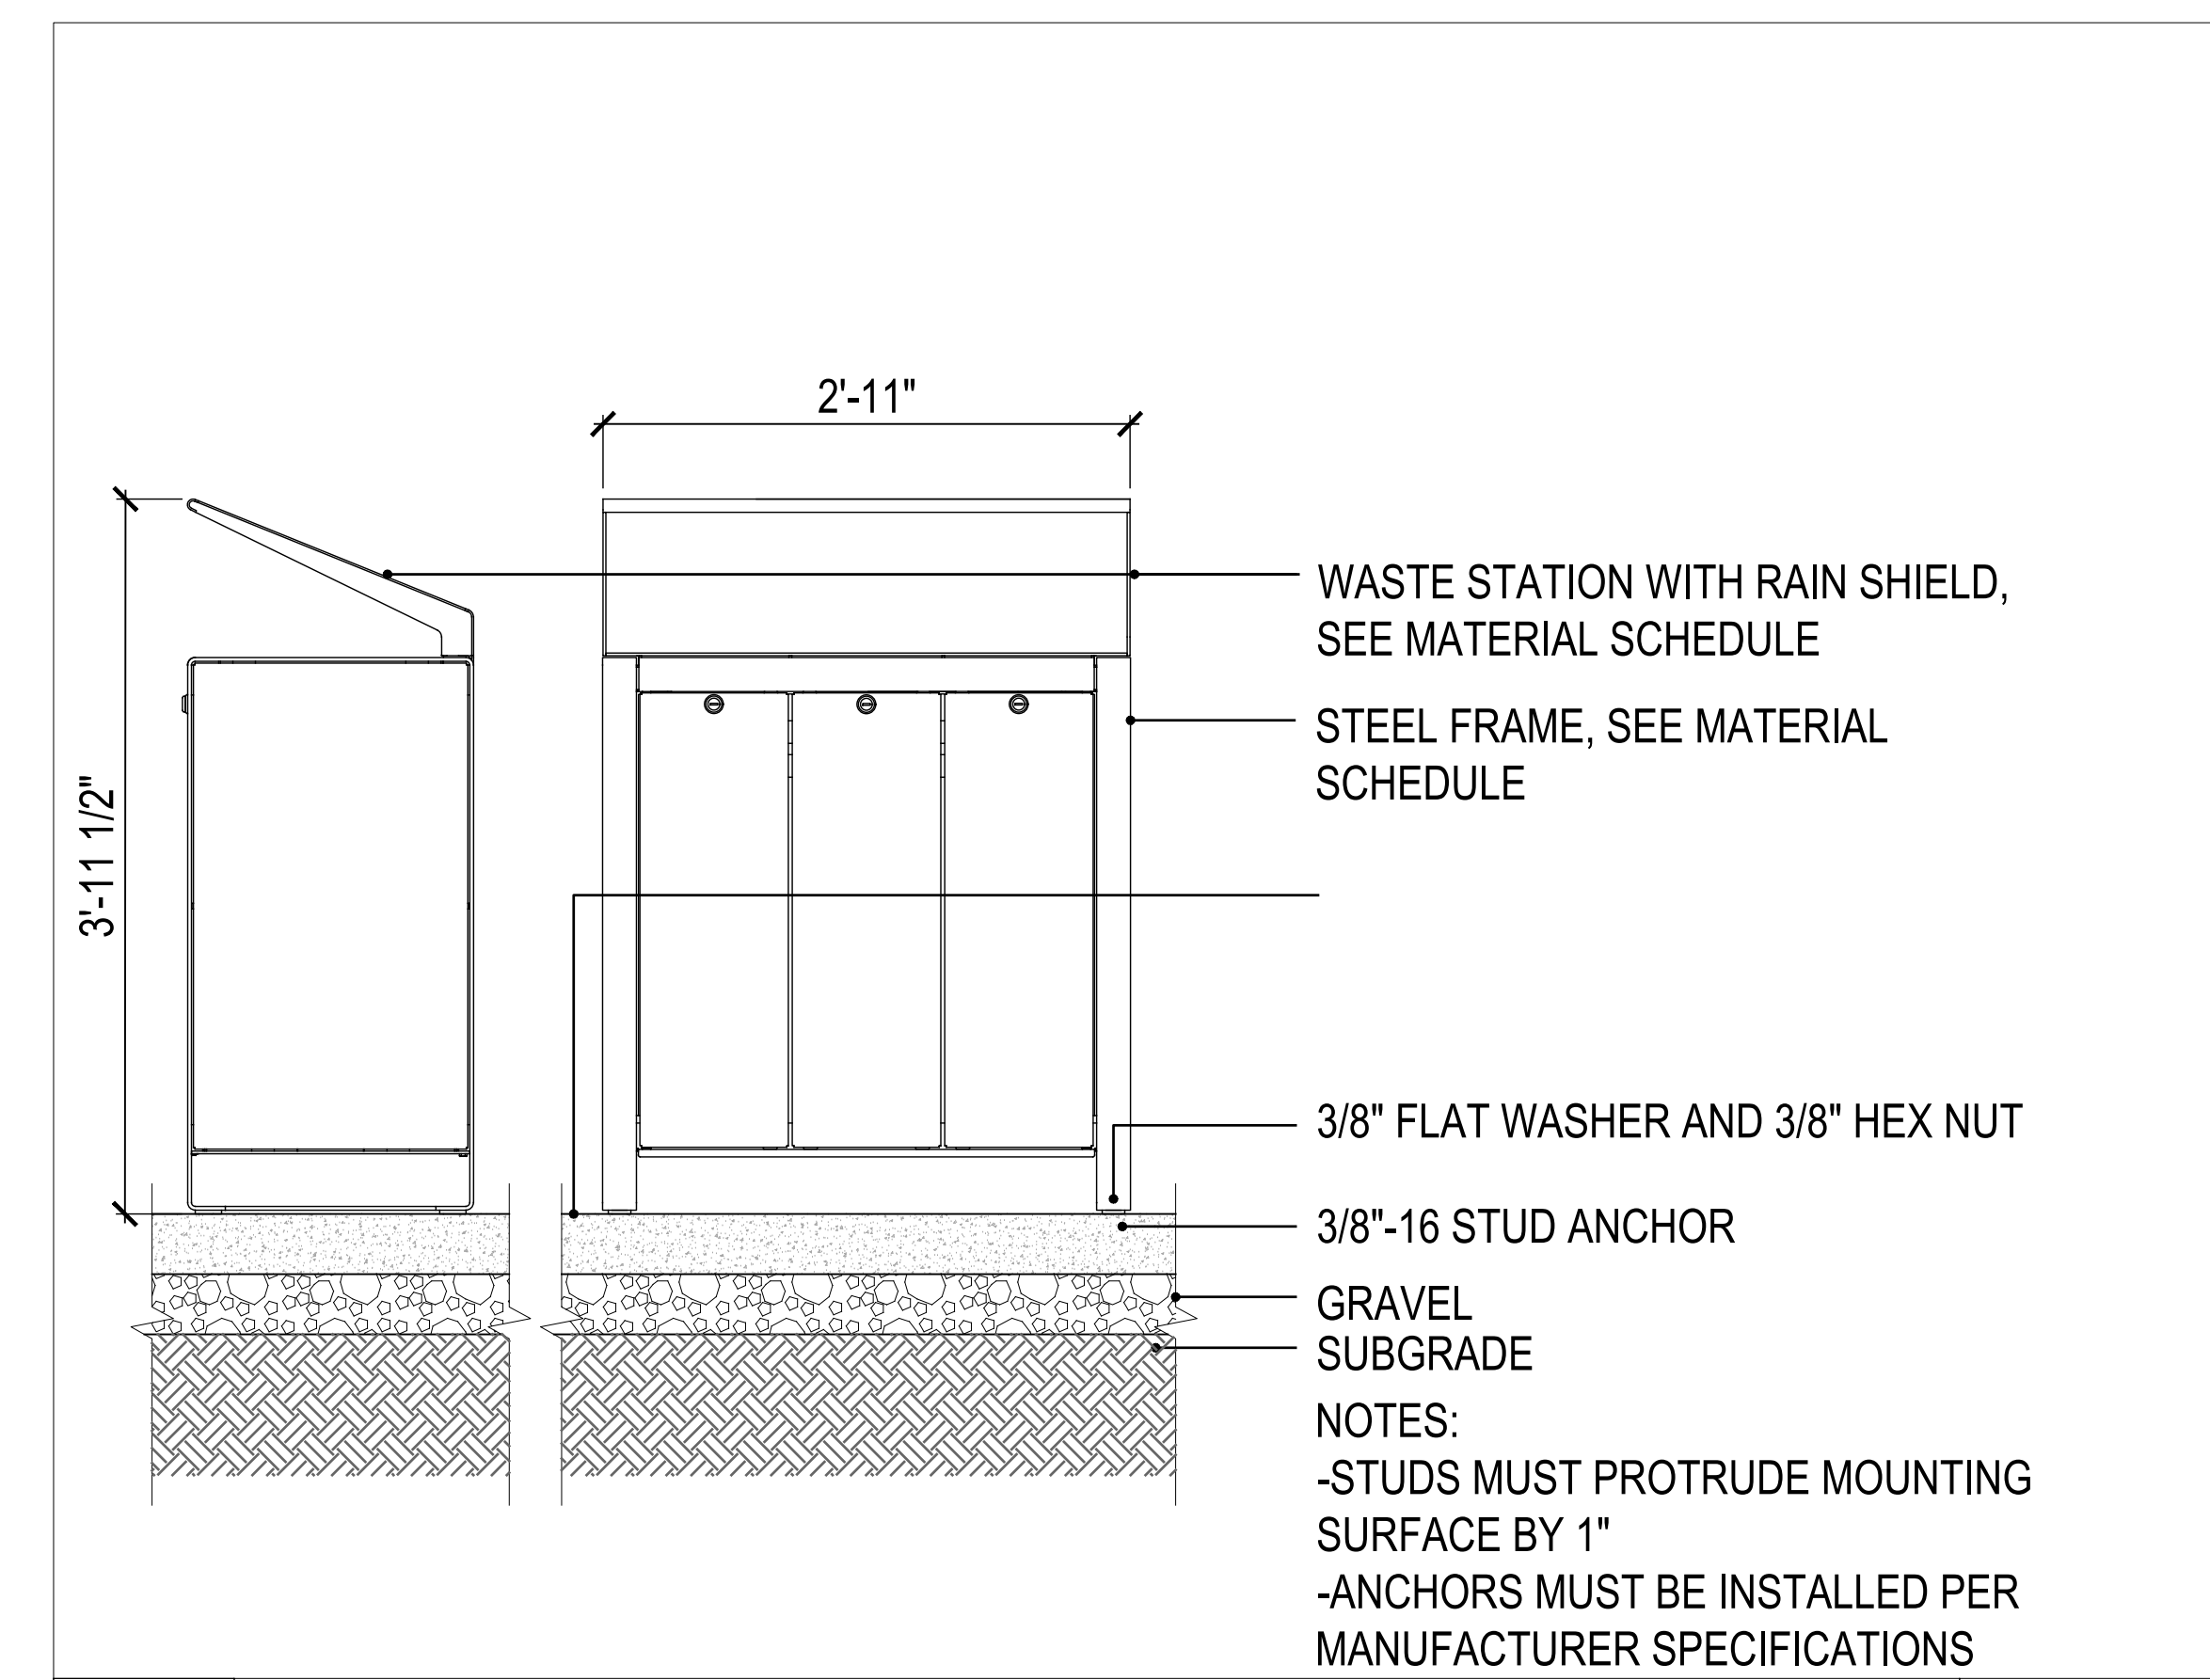 2'-11"
3'-11 1/2"
WASTE STATION WITH RAIN SHIELD,
SEE MATERIAL SCHEDULE
STEEL FRAME, SEE MATERIAL
SCHEDULE
3/8" FLAT WASHER AND 3/8" HEX NUT
3/8"-16 STUD ANCHOR
GRAVEL
SUBGRADE
NOTES:
-STUDS MUST PROTRUDE MOUNTING
SURFACE BY 1"
-ANCHORS MUST BE INSTALLED PER
MANUFACTURER SPECIFICATIONS